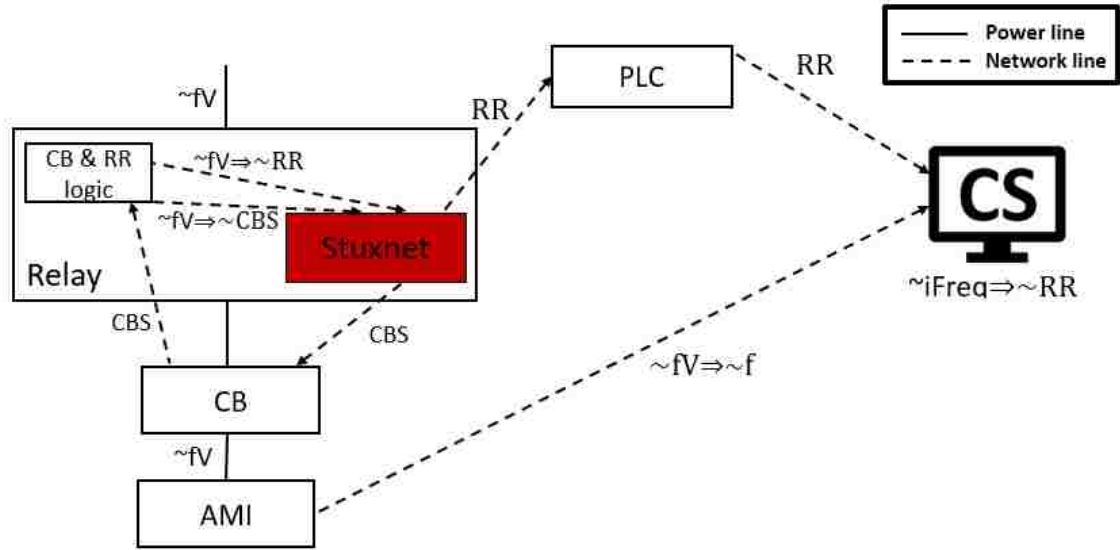 Power line
Network line
PLC
RR
RR
~fV
CB & RR
logic
~fV⇒~RR
~fV⇒~CBS
Stuxnet
Relay
CS
~iFreq⇒~RR
CBS
CBS
~fV⇒~f
CB
~fV
AMI